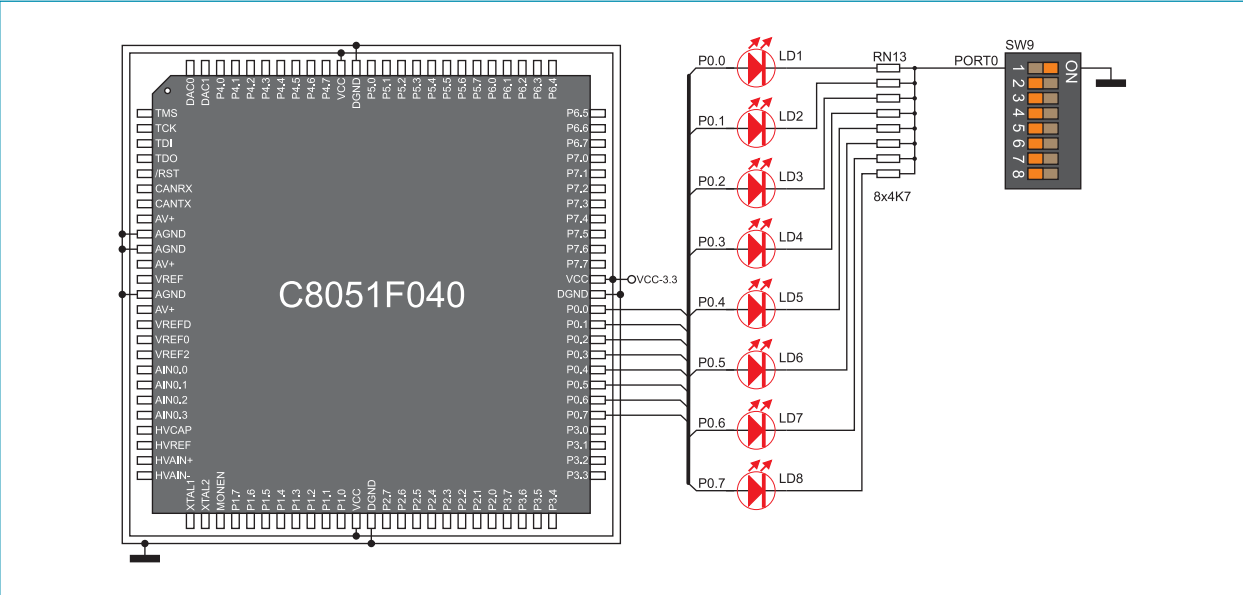 DAC0
DAC1
P4.0
P4.1
P4.2
P4.3
P4.4
P4.5
P4.6
P4.7
VCC
DGND
P5.0
P5.1
P5.2
P5.3
P5.4
P5.5
P5.6
P5.7
P6.0
P6.1
P6.2
P6.3
P6.4
TMS
TCK
TDI
TDO
/RST
CANRX
CANTX
AV+
AGND
AGND
AV+
VREF
AGND
AV+
VREFD
VREF0
VREF2
AIN0.0
AIN0.1
AIN0.2
AIN0.3
HVCAP
HVREF
HVAIN+
HVAIN-
C8051F040
P6.5
P6.6
P6.7
P7.0
P7.1
P7.2
P7.3
P7.4
P7.5
P7.6
P7.7
VCC
DGND
P0.0
P0.1
P0.2
P0.3
P0.4
P0.5
P0.6
P0.7
P3.0
P3.1
P3.2
P3.3
XTAL1
XTAL2
MONEN
P1.7
P1.6
P1.5
P1.4
P1.3
P1.2
P1.1
P1.0
VCC
DGND
P2.7
P2.6
P2.5
P2.4
P2.3
P2.2
P2.1
P2.0
P3.7
P3.6
P3.5
P3.4
VCC-3.3
P0.0
LD1
P0.1
LD2
P0.2
LD3
P0.3
LD4
P0.4
LD5
P0.5
LD6
P0.6
LD7
P0.7
LD8
RN13
8x4K7
PORT0
SW9
ON
1
2
3
4
5
6
7
8